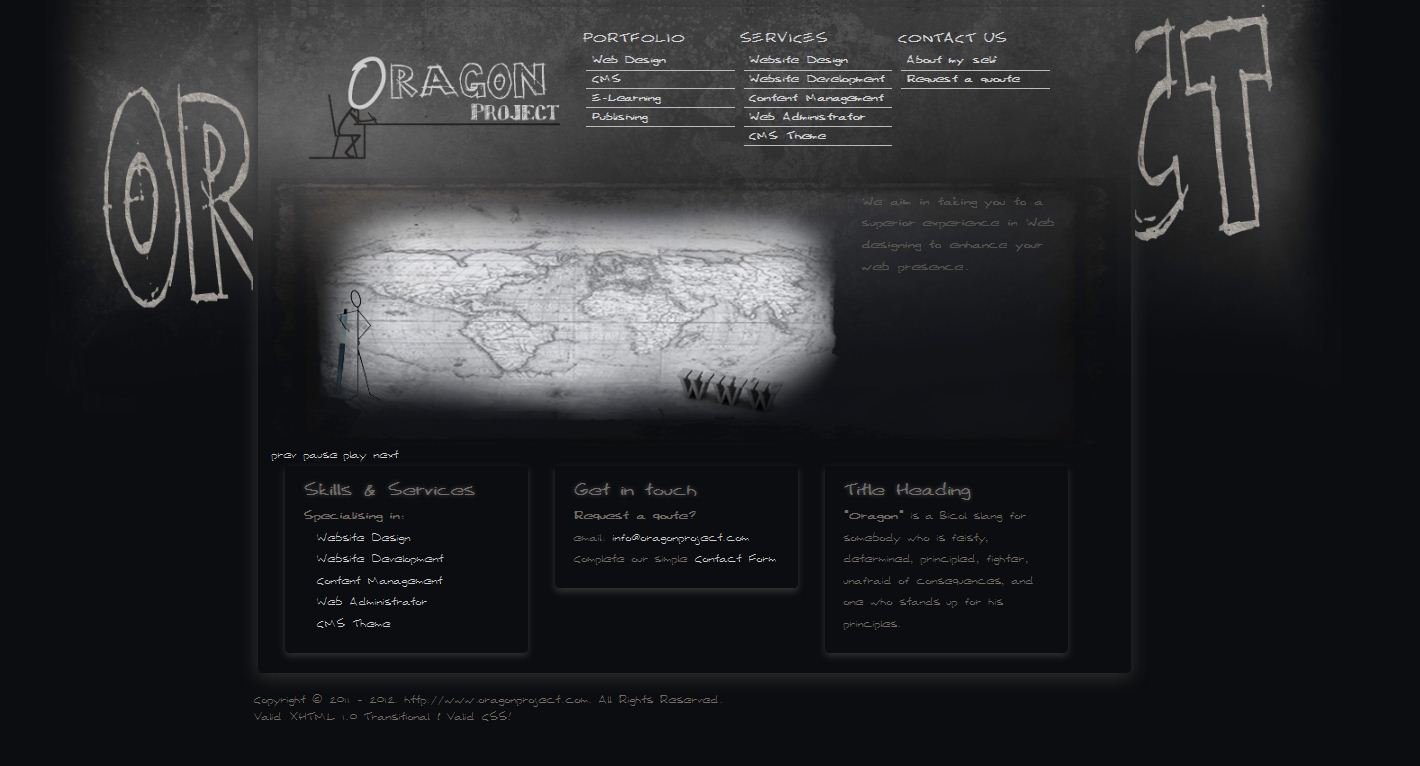 OR
CT
ORAGON
PROJECT
PORTFOLIO
Web Design
CMS
E-Learning
Publishing
SERVICES
Website Design
Website Development
Content Management
Web Administrator
CMS Theme
CONTACT US
About my self
Request a quoute
We aim in taking you to a
superior experience in Web
designing to enhance your
web presence.
WWW
prev pause play next
Skills & Services
Specialising in:
Website Design
Website Development
Content Management
Web Administrator
CMS Theme
Get in touch
Request a qoute?
email: info@oragonproject.com
Complete our simple Contact Form
Title Heading
"Oragon" is a Bicol slang for
somebody who is feisty,
determined, principled, fighter,
unafraid of consequences, and
one who stands up for his
principles.
Copyright © 2011 - 2012. http://www.oragonproject.com. All Rights Reserved.
Valid XHTML 1.0 Transitional | Valid CSS!